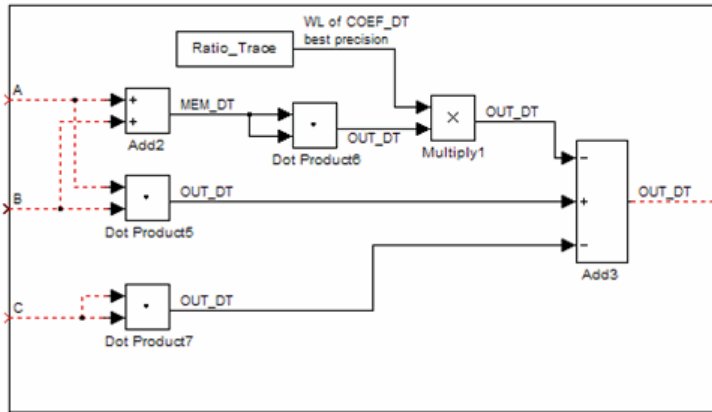 WL of COEF_DT
best precision
Ratio_Trace
A
+
+
MEM_DT
Add2
OUT_DT
Dot Product6
×
OUT_DT
Multiply1
−
+
−
OUT_DT
Add3
B
OUT_DT
Dot Product5
C
OUT_DT
Dot Product7